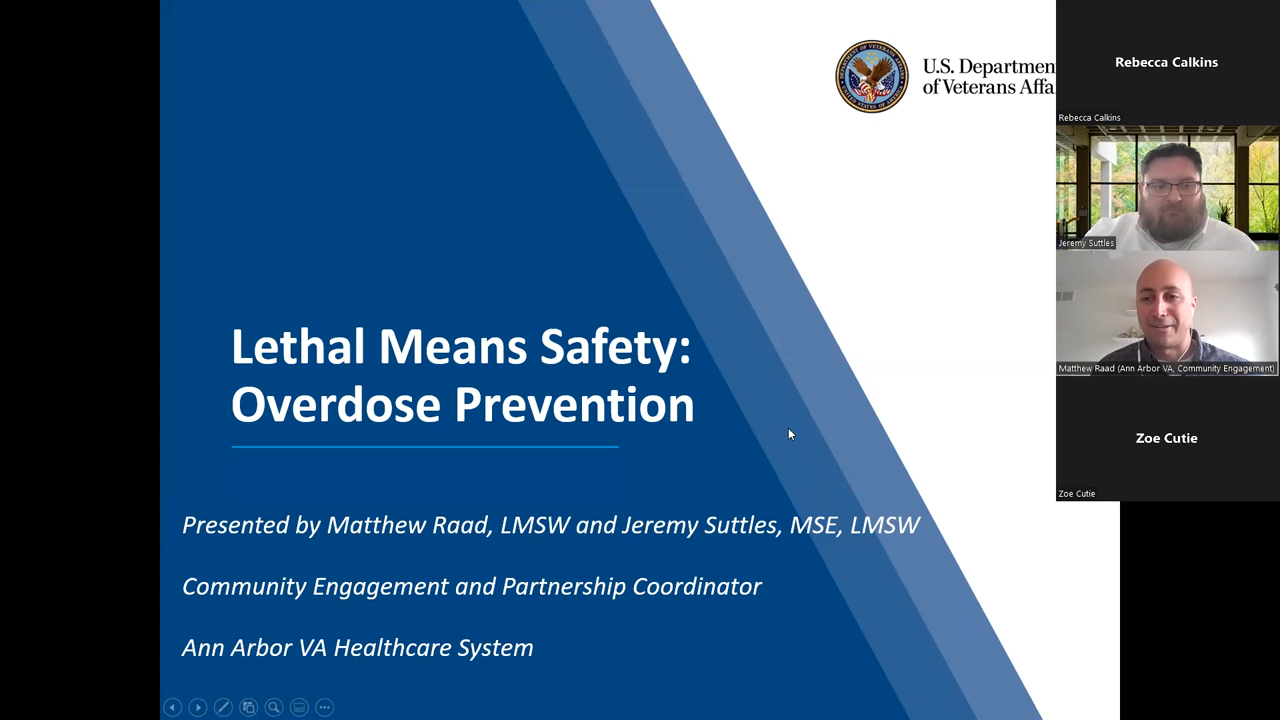 U.S. Departmen
of Veterans Affa
Lethal Means Safety:
Overdose Prevention
Presented by Matthew Raad, LMSW and Jeremy Suttles, MSE, LMSW
Community Engagement and Partnership Coordinator
Ann Arbor VA Healthcare System
Rebecca Calkins
Rebecca Calkins
Jeremy Suttles
Matthew Raad (Ann Arbor VA, Community Engagement)
Zoe Cutie
Zoe Cutie